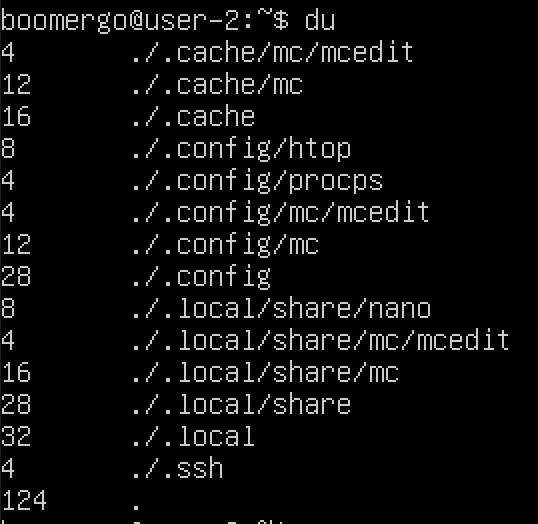 boomergo@user-2:~$ du
4 ./.cache/mc/mcedit
12 ./.cache/mc
16 ./.cache
8 ./.config/htop
4 ./.config/procps
4 ./.config/mc/mcedit
12 ./.config/mc
28 ./.config
8 ./.local/share/nano
4 ./.local/share/mc/mcedit
16 ./.local/share/mc
28 ./.local/share
32 ./.local
4 ./.ssh
124 .